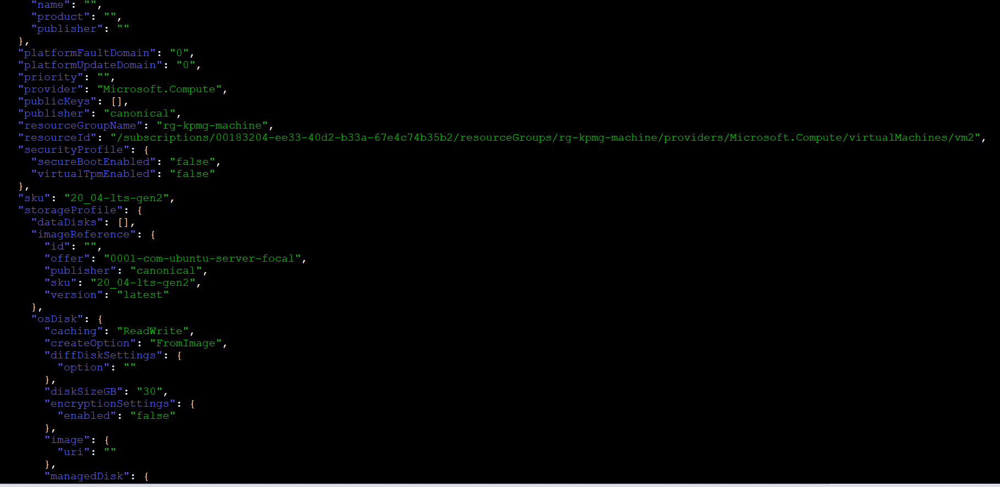 "name": "",
"product": "",
"publisher": ""
},
"platformFaultDomain": "0",
"platformUpdateDomain": "0",
"priority": "",
"provider": "Microsoft.Compute",
"publicKeys": [],
"publisher": "canonical",
"resourceGroupName": "rg-kpmg-machine",
"resourceId": "/subscriptions/00183204-ee33-40d2-b33a-67e4c74b35b2/resourceGroups/rg-kpmg-machine/providers/Microsoft.Compute/virtualMachines/vm2",
"securityProfile": {
"secureBootEnabled": "false",
"virtualTpmEnabled": "false"
},
"sku": "20_04-lts-gen2",
"storageProfile": {
"dataDisks": [],
"imageReference": {
"id": "",
"offer": "0001-com-ubuntu-server-focal",
"publisher": "canonical",
"sku": "20_04-lts-gen2",
"version": "latest"
},
"osDisk": {
"caching": "ReadWrite",
"createOption": "FromImage",
"diffDiskSettings": {
"option": ""
},
"diskSizeGB": "30",
"encryptionSettings": {
"enabled": "false"
},
"image": {
"uri": ""
},
"managedDisk": {